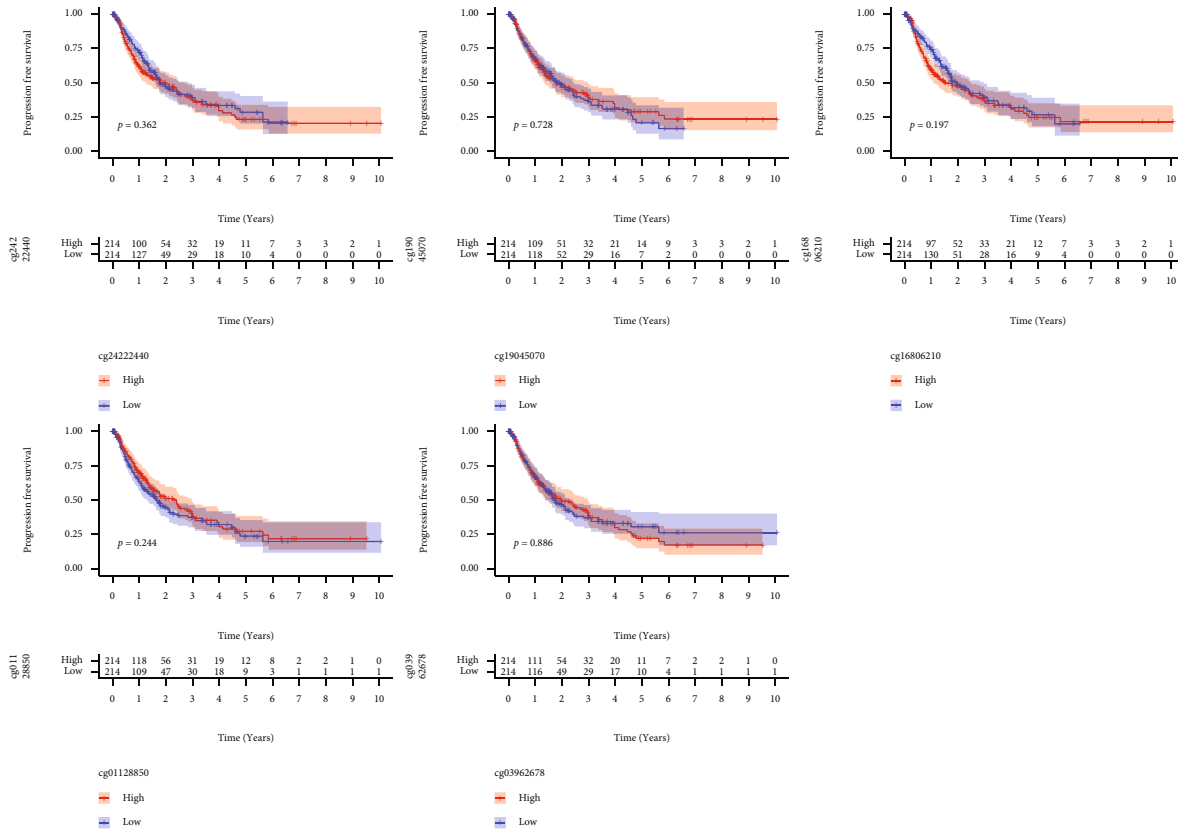 1.00
0.75
0.50
0.25
0.00
Progression free survival
p = 0.362
0 1 2 3 4 5 6 7 8 9 10
Time (Years)
cg242
22440
High 214 100 54 32 19 11 7 3 3 2 1
Low 214 127 49 29 18 10 4 0 0 0 0
0 1 2 3 4 5 6 7 8 9 10
Time (Years)
cg24222440
High
Low
1.00
0.75
0.50
0.25
0.00
Progression free survival
p = 0.728
0 1 2 3 4 5 6 7 8 9 10
Time (Years)
cg190
45070
High 214 109 51 32 21 14 9 3 3 2 1
Low 214 118 52 29 16 7 2 0 0 0 0
0 1 2 3 4 5 6 7 8 9 10
Time (Years)
cg19045070
High
Low
1.00
0.75
0.50
0.25
0.00
Progression free survival
p = 0.197
0 1 2 3 4 5 6 7 8 9 10
Time (Years)
cg168
06210
High 214 97 52 33 21 12 7 3 3 2 1
Low 214 130 51 28 16 9 4 0 0 0 0
0 1 2 3 4 5 6 7 8 9 10
Time (Years)
cg16806210
High
Low
1.00
0.75
0.50
0.25
0.00
Progression free survival
p = 0.244
0 1 2 3 4 5 6 7 8 9 10
Time (Years)
cg011
28850
High 214 118 56 31 19 12 8 2 2 1 0
Low 214 109 47 30 18 9 3 1 1 1 1
0 1 2 3 4 5 6 7 8 9 10
Time (Years)
cg01128850
High
Low
1.00
0.75
0.50
0.25
0.00
Progression free survival
p = 0.886
0 1 2 3 4 5 6 7 8 9 10
Time (Years)
cg039
62678
High 214 111 54 32 20 11 7 2 2 1 0
Low 214 116 49 29 17 10 4 1 1 1 1
0 1 2 3 4 5 6 7 8 9 10
Time (Years)
cg03962678
High
Low